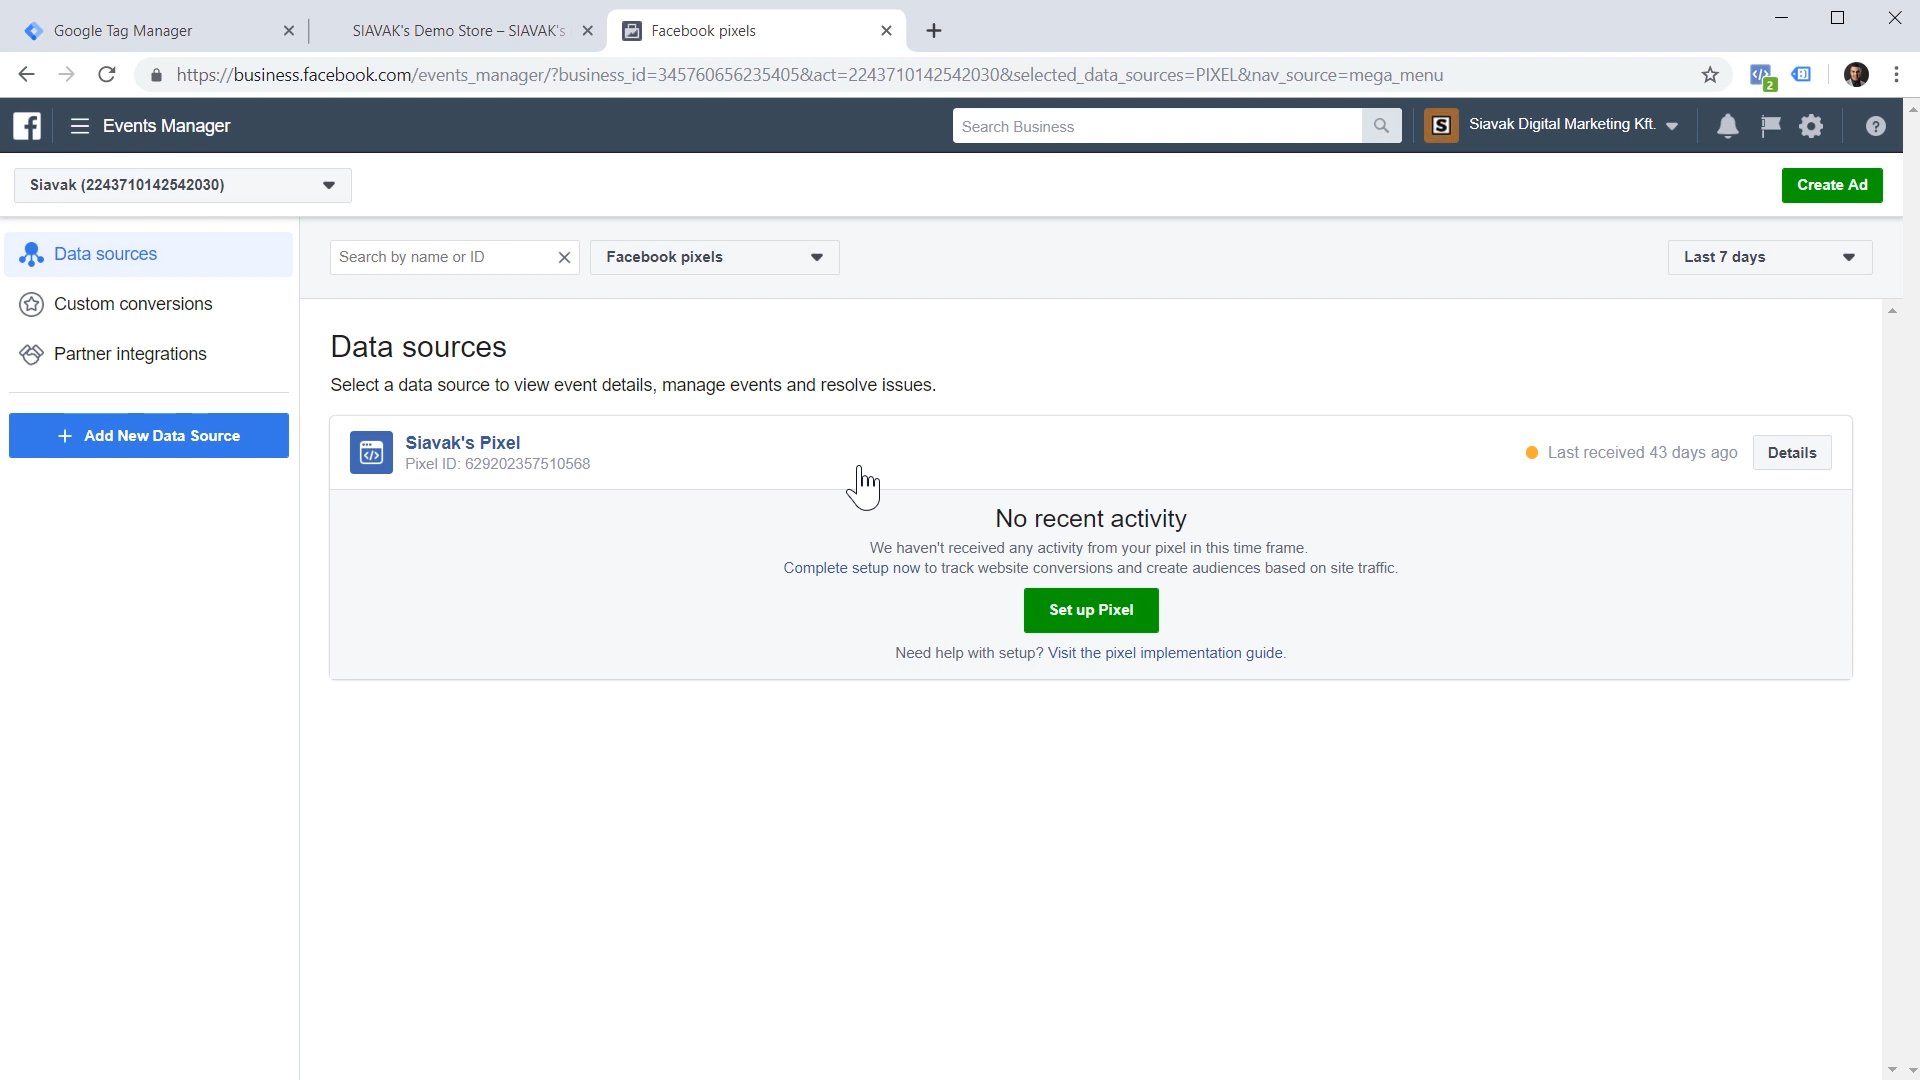 Google Tag Manager
SIAVAK's Demo Store – SIAVAK's
Facebook pixels
https://business.facebook.com/events_manager/?business_id=345760656235405&act=2243710142542030&selected_data_sources=PIXEL&nav_source=mega_menu
2
Events Manager
Search Business
S
Siavak Digital Marketing Kft.
?
Siavak (2243710142542030)
Create Ad
Data sources
Custom conversions
Partner integrations
+ Add New Data Source
Search by name or ID
Facebook pixels
Last 7 days
Data sources
Select a data source to view event details, manage events and resolve issues.
Siavak's Pixel
Pixel ID: 629202357510568
Last received 43 days ago
Details
No recent activity
We haven't received any activity from your pixel in this time frame.
Complete setup now to track website conversions and create audiences based on site traffic.
Set up Pixel
Need help with setup? Visit the pixel implementation guide.